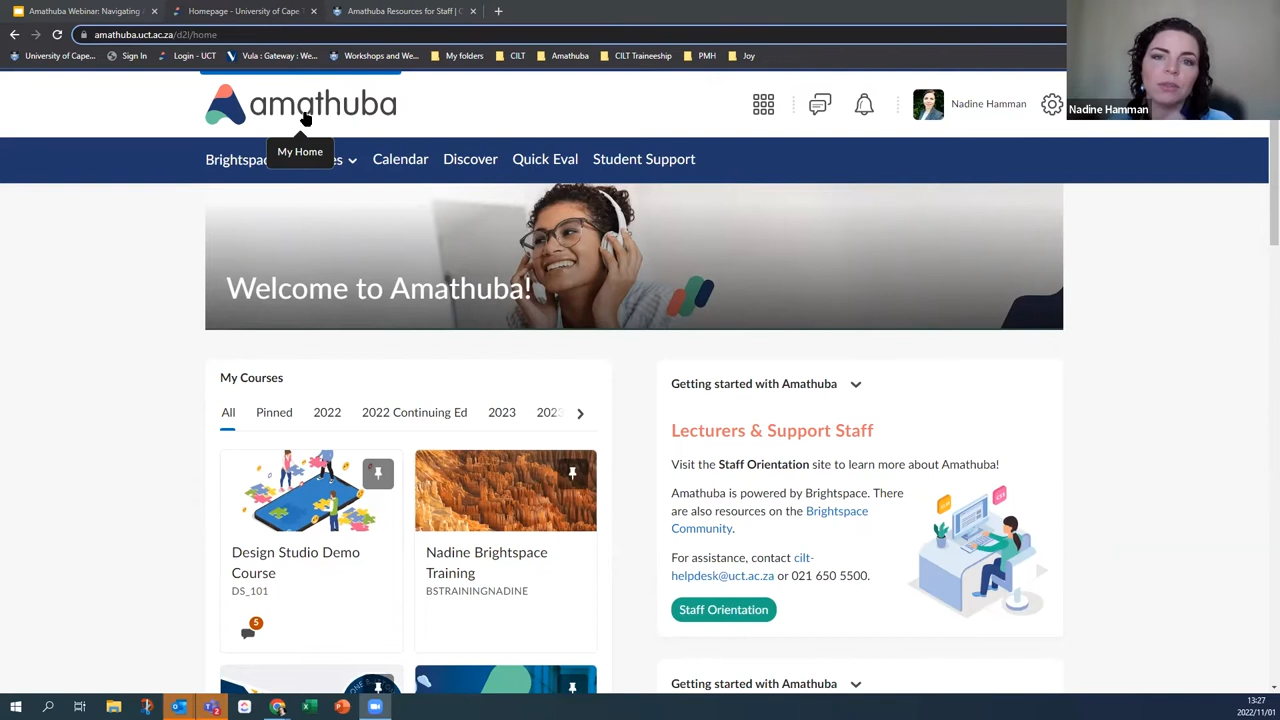 Amathuba Webinar: Navigating
Homepage - University of Cape
Amathuba Resources for Staff | C
amathuba.uct.ac.za/d2l/home
University of Cape...
Sign In
Login - UCT
Vula : Gateway : We...
Workshops and We...
My folders
CILT
Amathuba
CILT Traineeship
PMH
Joy
amathuba
Nadine Hamman
Nadine Hamman
My Home
Calendar
Discover
Quick Eval
Student Support
Welcome to Amathuba!
My Courses
All
Pinned
2022
2022 Continuing Ed
2023
Design Studio Demo
Course
DS_101
5
Nadine Brightspace
Training
BSTRAININGNADINE
Getting started with Amathuba
Lecturers & Support Staff
Visit the Staff Orientation site to learn more about Amathuba!
Amathuba is powered by Brightspace. There
are also resources on the Brightspace
Community.
For assistance, contact cilt-
helpdesk@uct.ac.za or 021 650 5500.
Staff Orientation
Getting started with Amathuba
13:27
2022/11/01